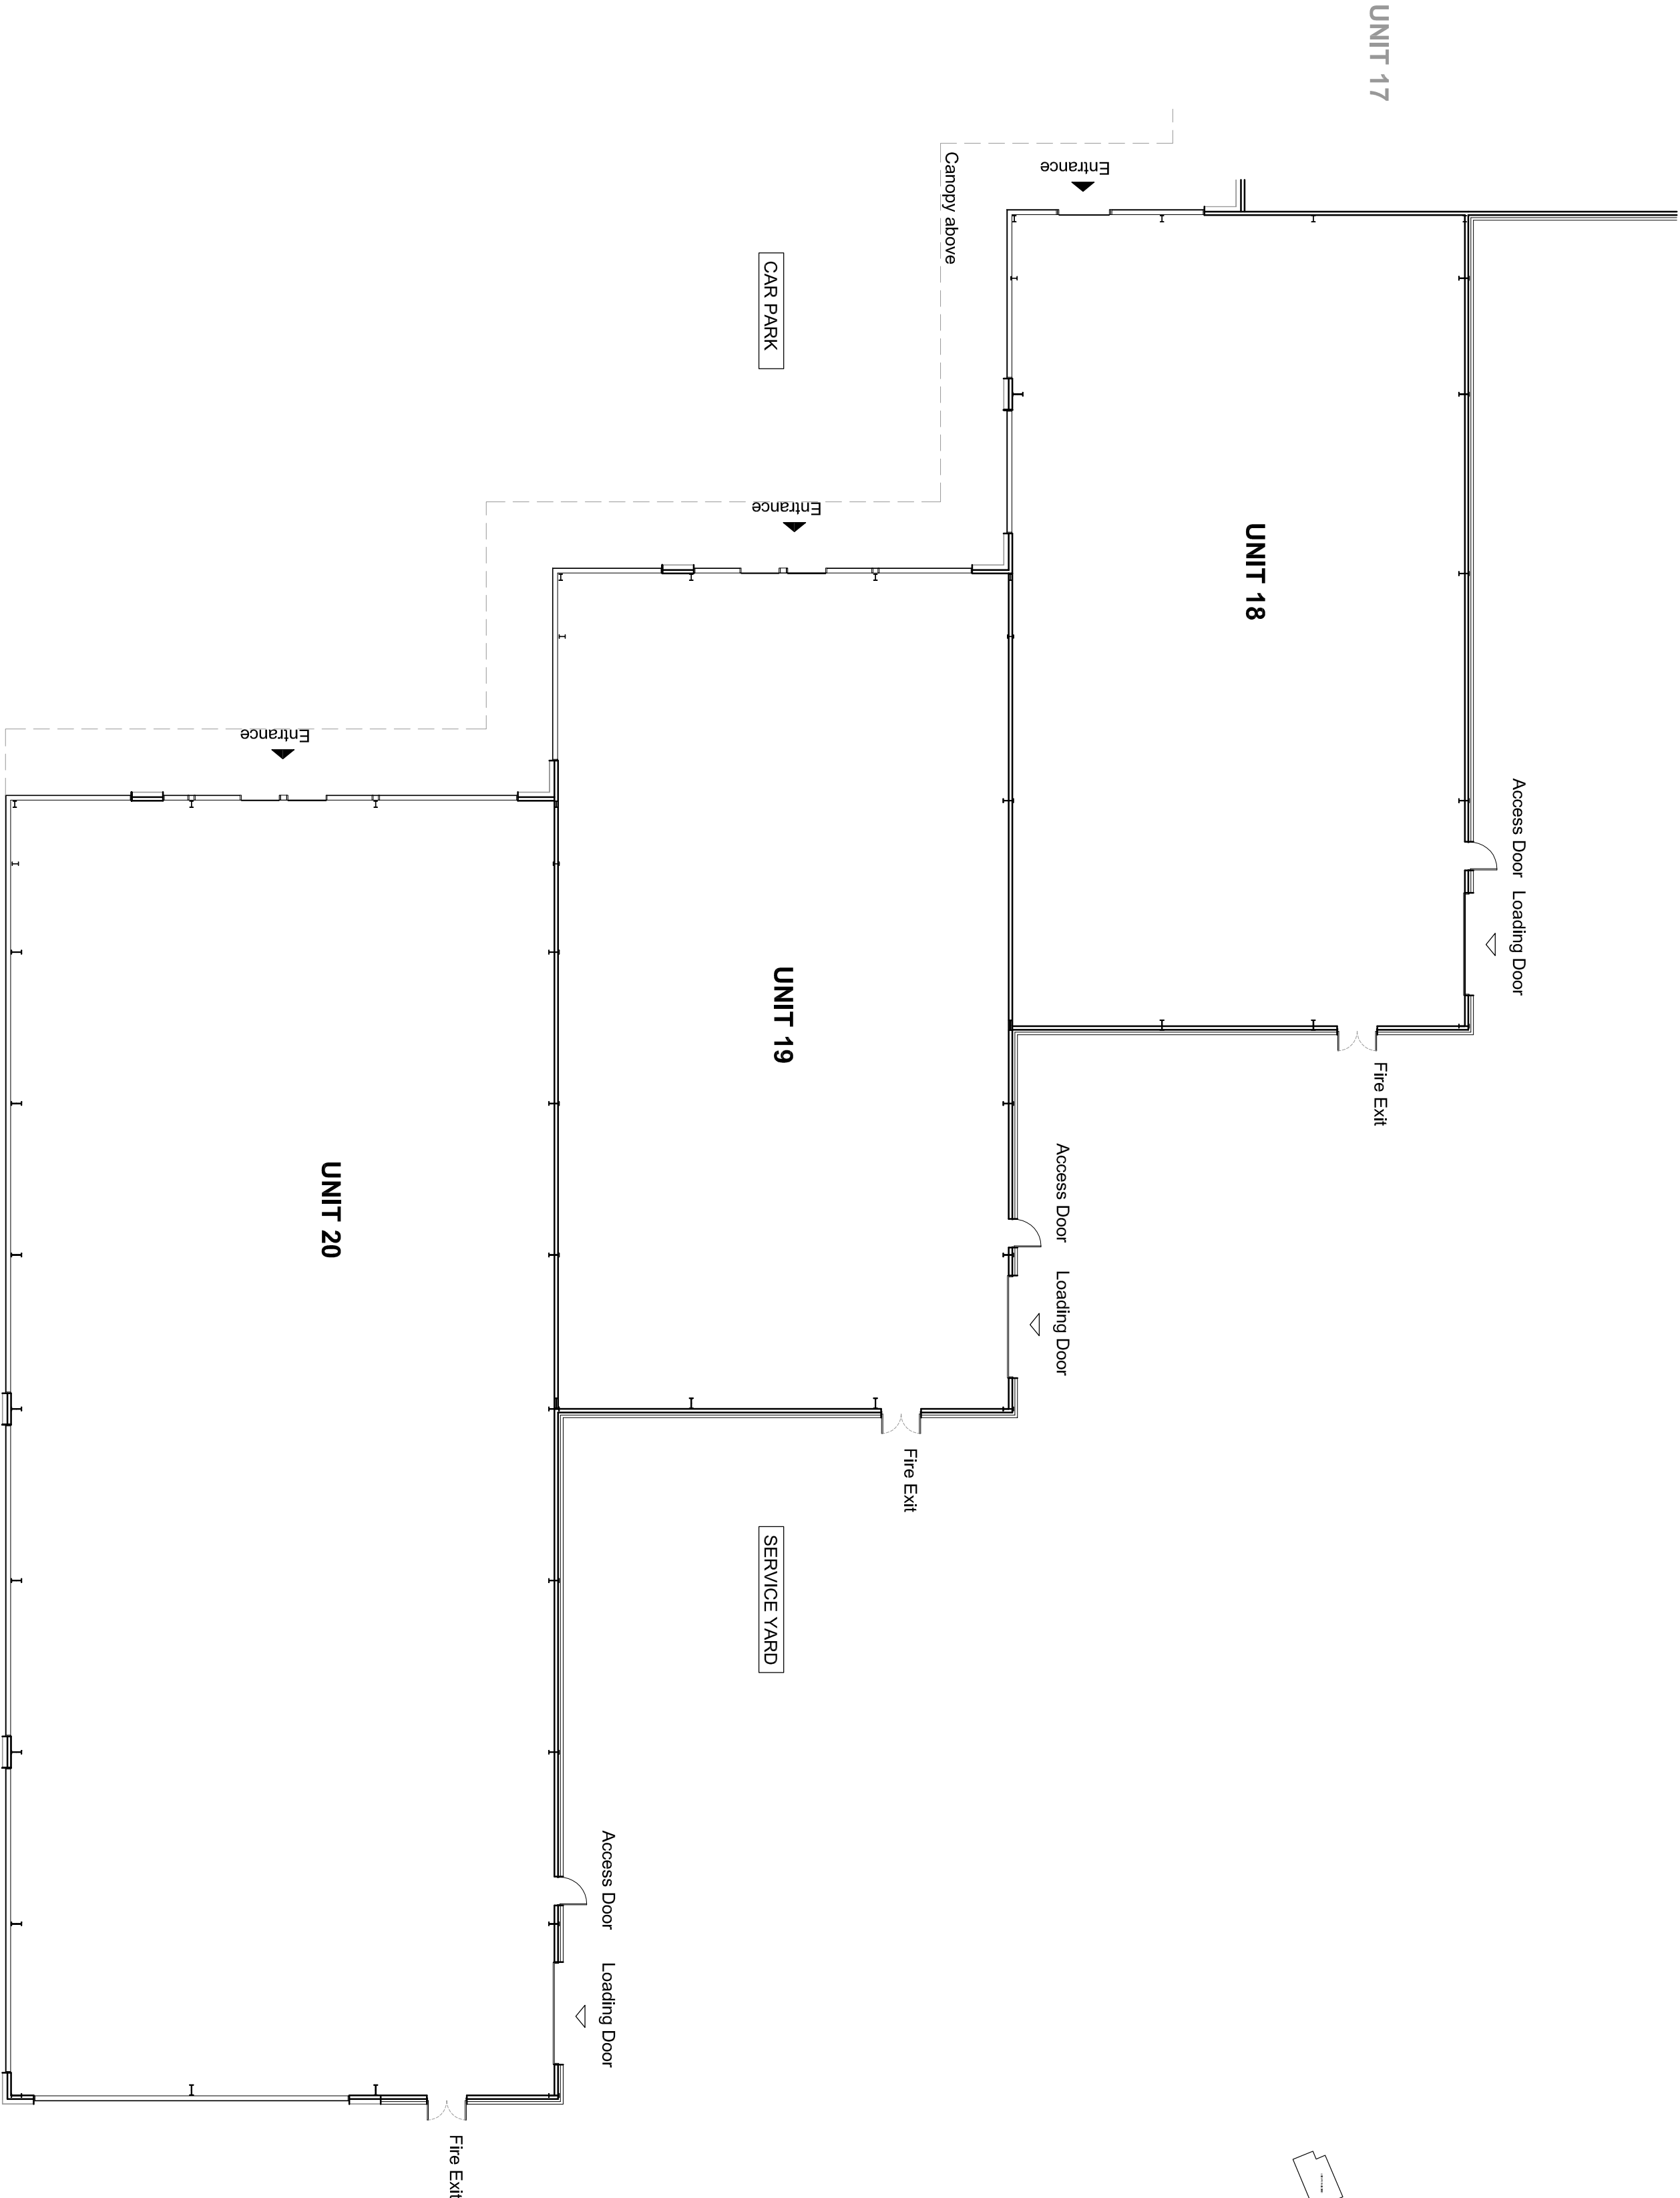 UNIT 17
Entrance
Canopy above
CAR PARK
Entrance
UNIT 18
Access Door
Loading Door
Fire Exit
Entrance
UNIT 19
Access Door
Loading Door
Fire Exit
UNIT 20
SERVICE YARD
Access Door
Loading Door
Fire Exit